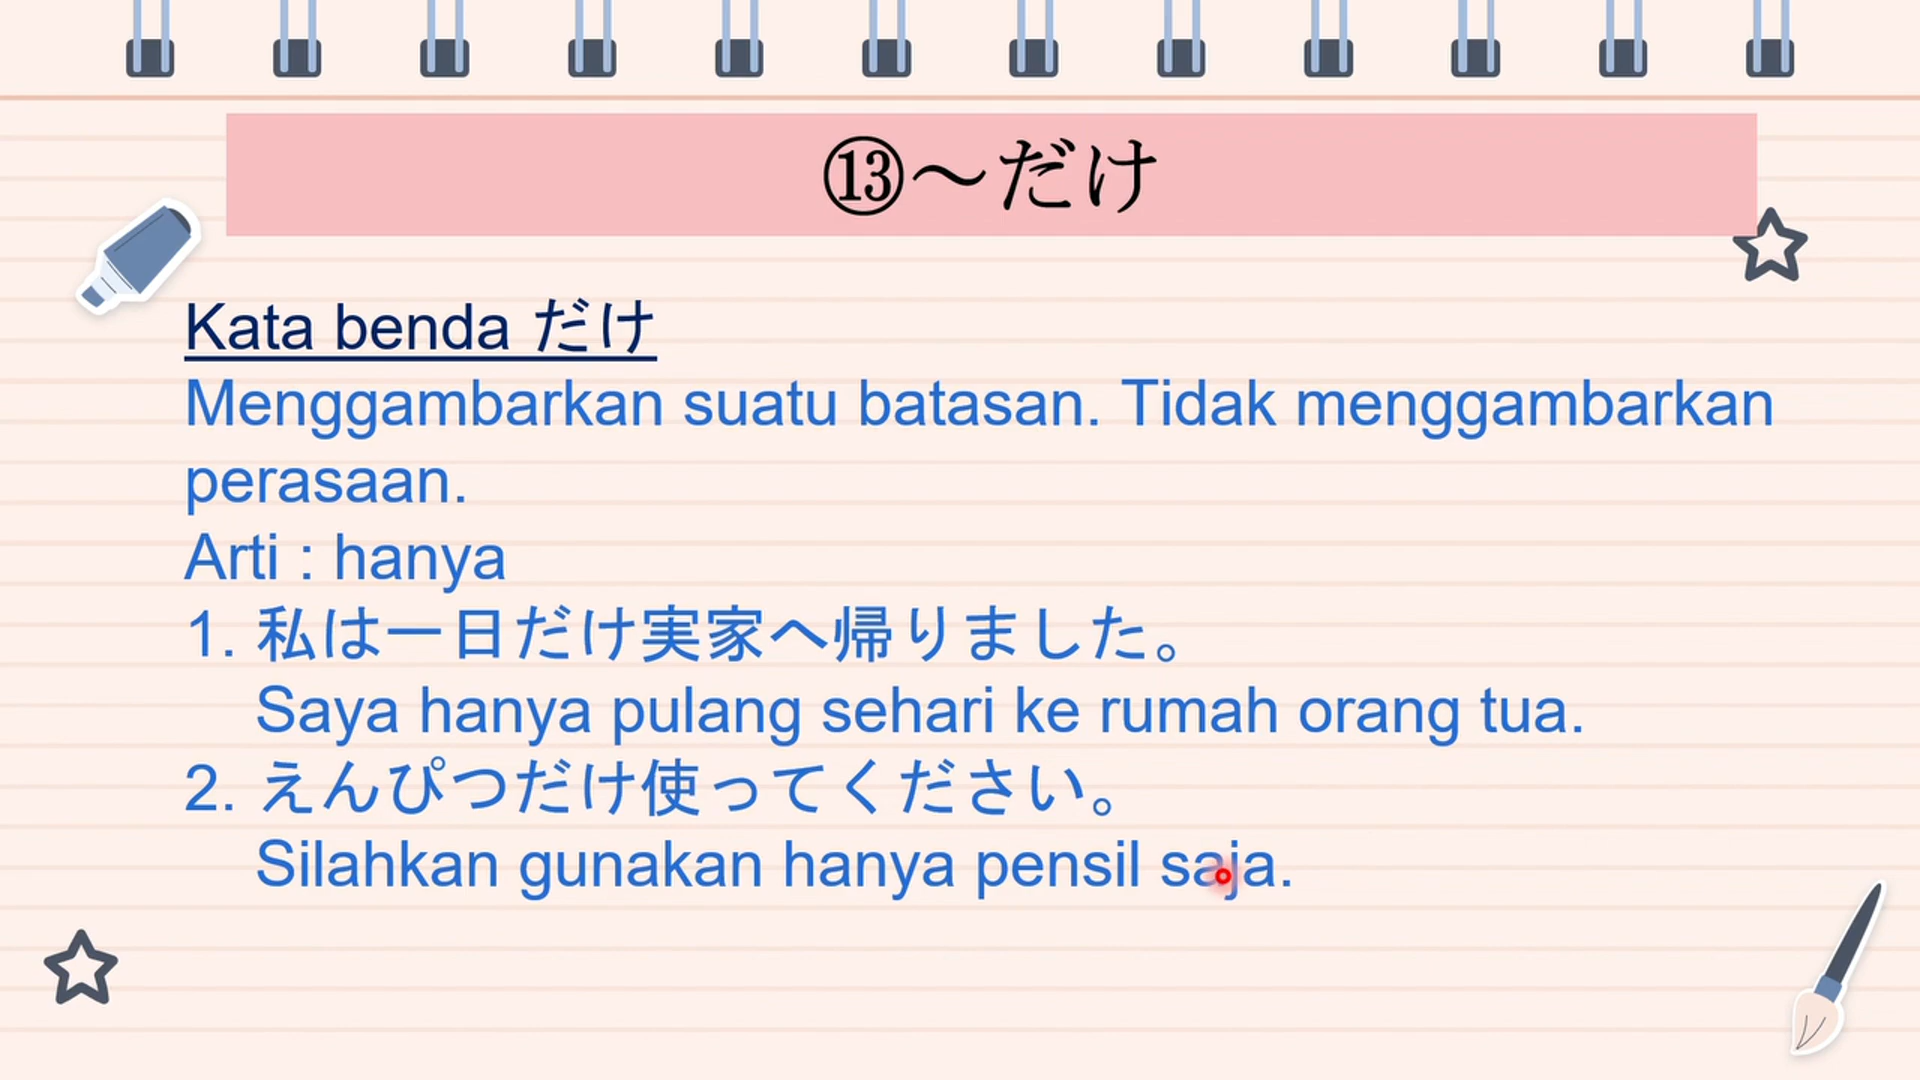 ⑬～だけ
Kata benda だけ
Menggambarkan suatu batasan. Tidak menggambarkan
perasaan.
Arti : hanya
1. 私は一日だけ実家へ帰りました。
Saya hanya pulang sehari ke rumah orang tua.
2. えんぴつだけ使ってください。
Silahkan gunakan hanya pensil saja.